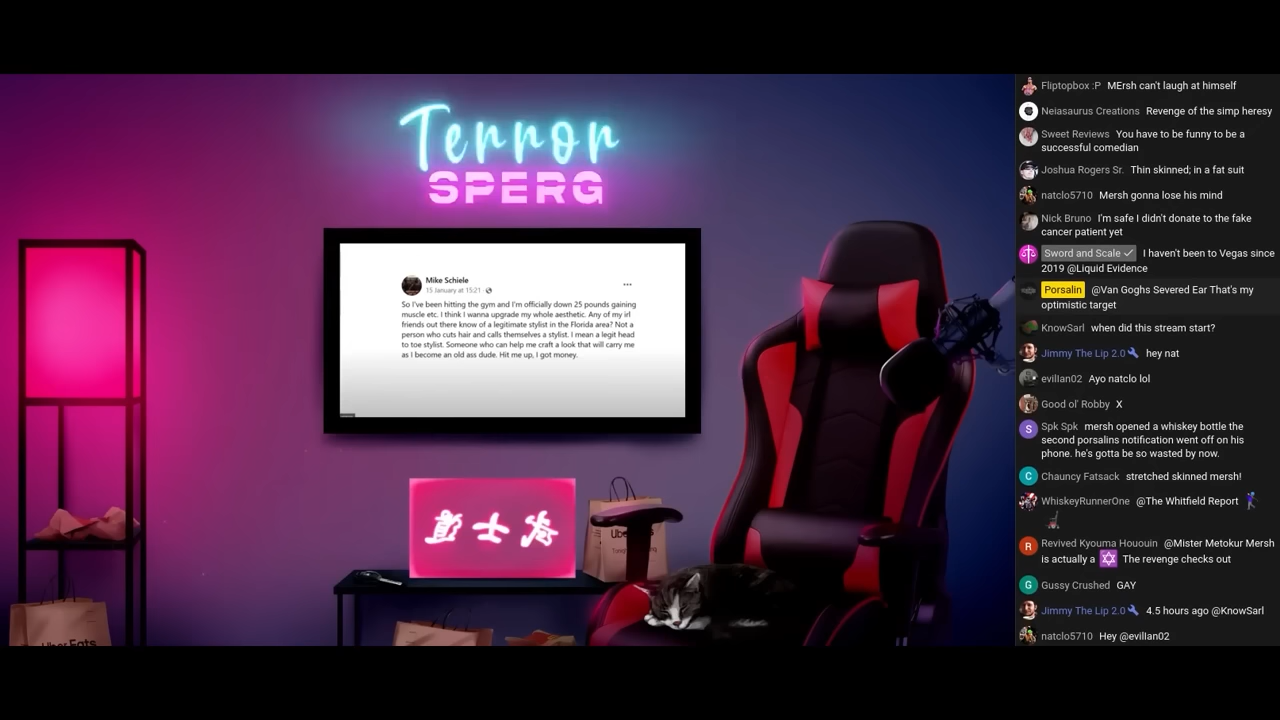 Terror
SPERG
Mike Schiele
15 January at 15:21
So I've been hitting the gym and I'm officially down 25 pounds gaining
muscle etc. I think I wanna upgrade my whole aesthetic. Any of my irl
friends out there know of a legitimate stylist in the Florida area? Not a
person who cuts hair and calls themselves a stylist. I mean a legit head
to toe stylist. Someone who can help me craft a look that will carry me
as I become an old ass dude. Hit me up, I got money.
Uber Eats
Fliptopbox :P MErsh can't laugh at himself
Neiasaurus Creations Revenge of the simp heresy
Sweet Reviews You have to be funny to be a
successful comedian
Joshua Rogers Sr. Thin skinned; in a fat suit
natclo5710 Mersh gonna lose his mind
Nick Bruno I'm safe I didn't donate to the fake
cancer patient yet
Sword and Scale I haven't been to Vegas since
2019 @Liquid Evidence
Porsalin @Van Goghs Severed Ear That's my
optimistic target
KnowSarl when did this stream start?
Jimmy The Lip 2.0 hey nat
evilIan02 Ayo natclo lol
Good ol' Robby X
S
Spk Spk mersh opened a whiskey bottle the
second porsalins notification went off on his
phone. he's gotta be so wasted by now.
C
Chauncy Fatsack stretched skinned mersh!
WhiskeyRunnerOne @The Whitfield Report
R
Revived Kyouma Hououin @Mister Metokur Mersh
is actually a The revenge checks out
G
Gussy Crushed GAY
Jimmy The Lip 2.0 4.5 hours ago @KnowSarl
natclo5710 Hey @evilIan02